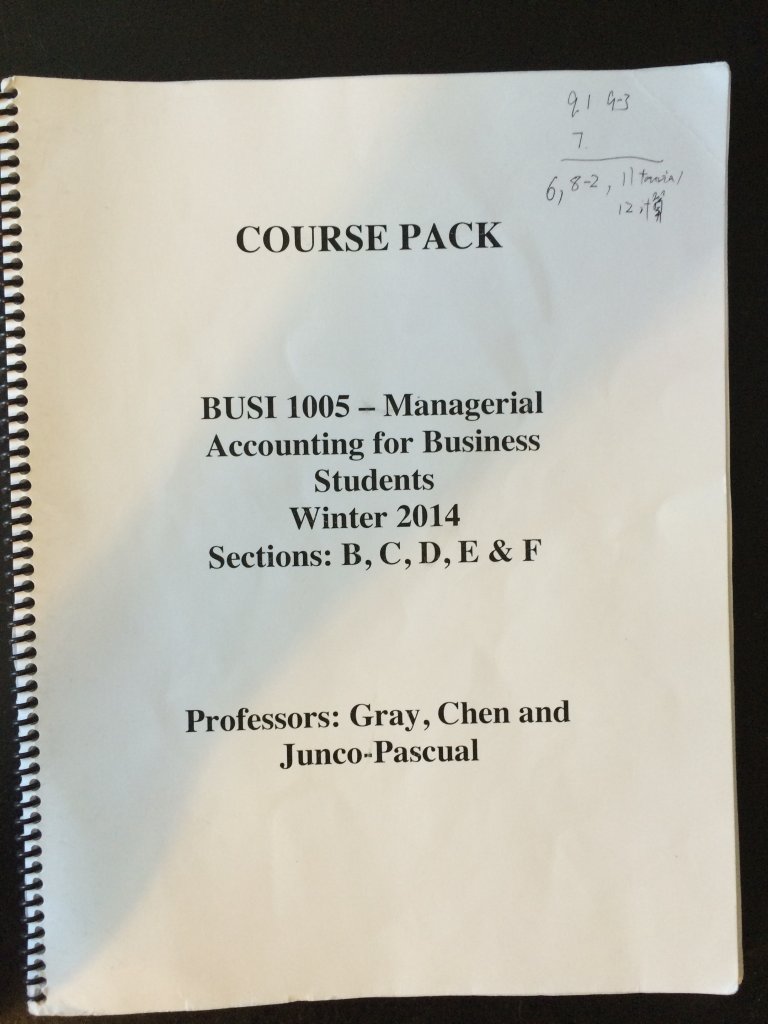 9.1 9-3
7.
6, 8-2, 11
12,
COURSE PACK
BUSI 1005 – Managerial
Accounting for Business
Students
Winter 2014
Sections: B, C, D, E & F
Professors: Gray, Chen and
Junco-Pascual